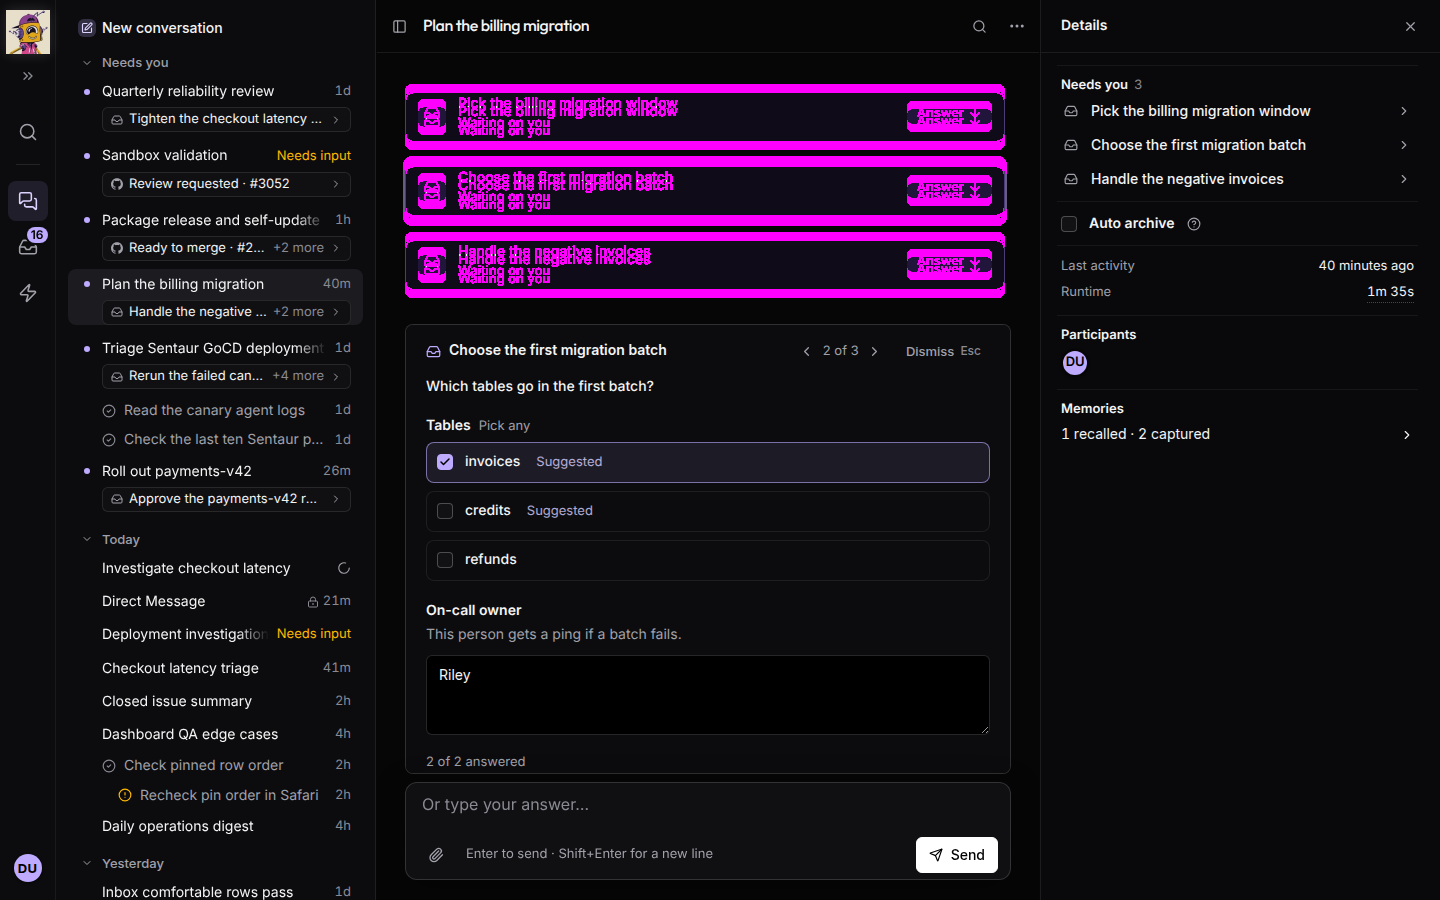 New conversation
Needs you
Quarterly reliability review 1d
Tighten the checkout latency ...
Sandbox validation Needs input
Review requested · #3052
Package release and self-update 1h
Ready to merge · #2... +2 more
Plan the billing migration 40m
Handle the negative ... +2 more
Triage Sentaur GoCD deployment 1d
Rerun the failed can... +4 more
Read the canary agent logs 1d
Check the last ten Sentaur p... 1d
Roll out payments-v42 26m
Approve the payments-v42 r...
Today
Investigate checkout latency
Direct Message 21m
Deployment investigation Needs input
Checkout latency triage 41m
Closed issue summary 2h
Dashboard QA edge cases 4h
Check pinned row order 2h
Recheck pin order in Safari 2h
Daily operations digest 4h
Yesterday
Inbox comfortable rows pass 1d
16
DU
Plan the billing migration
Pick the billing migration window
Waiting on you
Answer
Choose the first migration batch
Waiting on you
Answer
Handle the negative invoices
Waiting on you
Answer
Choose the first migration batch 2 of 3 Dismiss Esc
Which tables go in the first batch?
Tables Pick any
invoices Suggested
credits Suggested
refunds
On-call owner
This person gets a ping if a batch fails.
Riley
2 of 2 answered
Or type your answer...
Enter to send · Shift+Enter for a new line
Send
Details
Needs you 3
Pick the billing migration window
Choose the first migration batch
Handle the negative invoices
Auto archive
Last activity 40 minutes ago
Runtime 1m 35s
Participants
DU
Memories
1 recalled · 2 captured